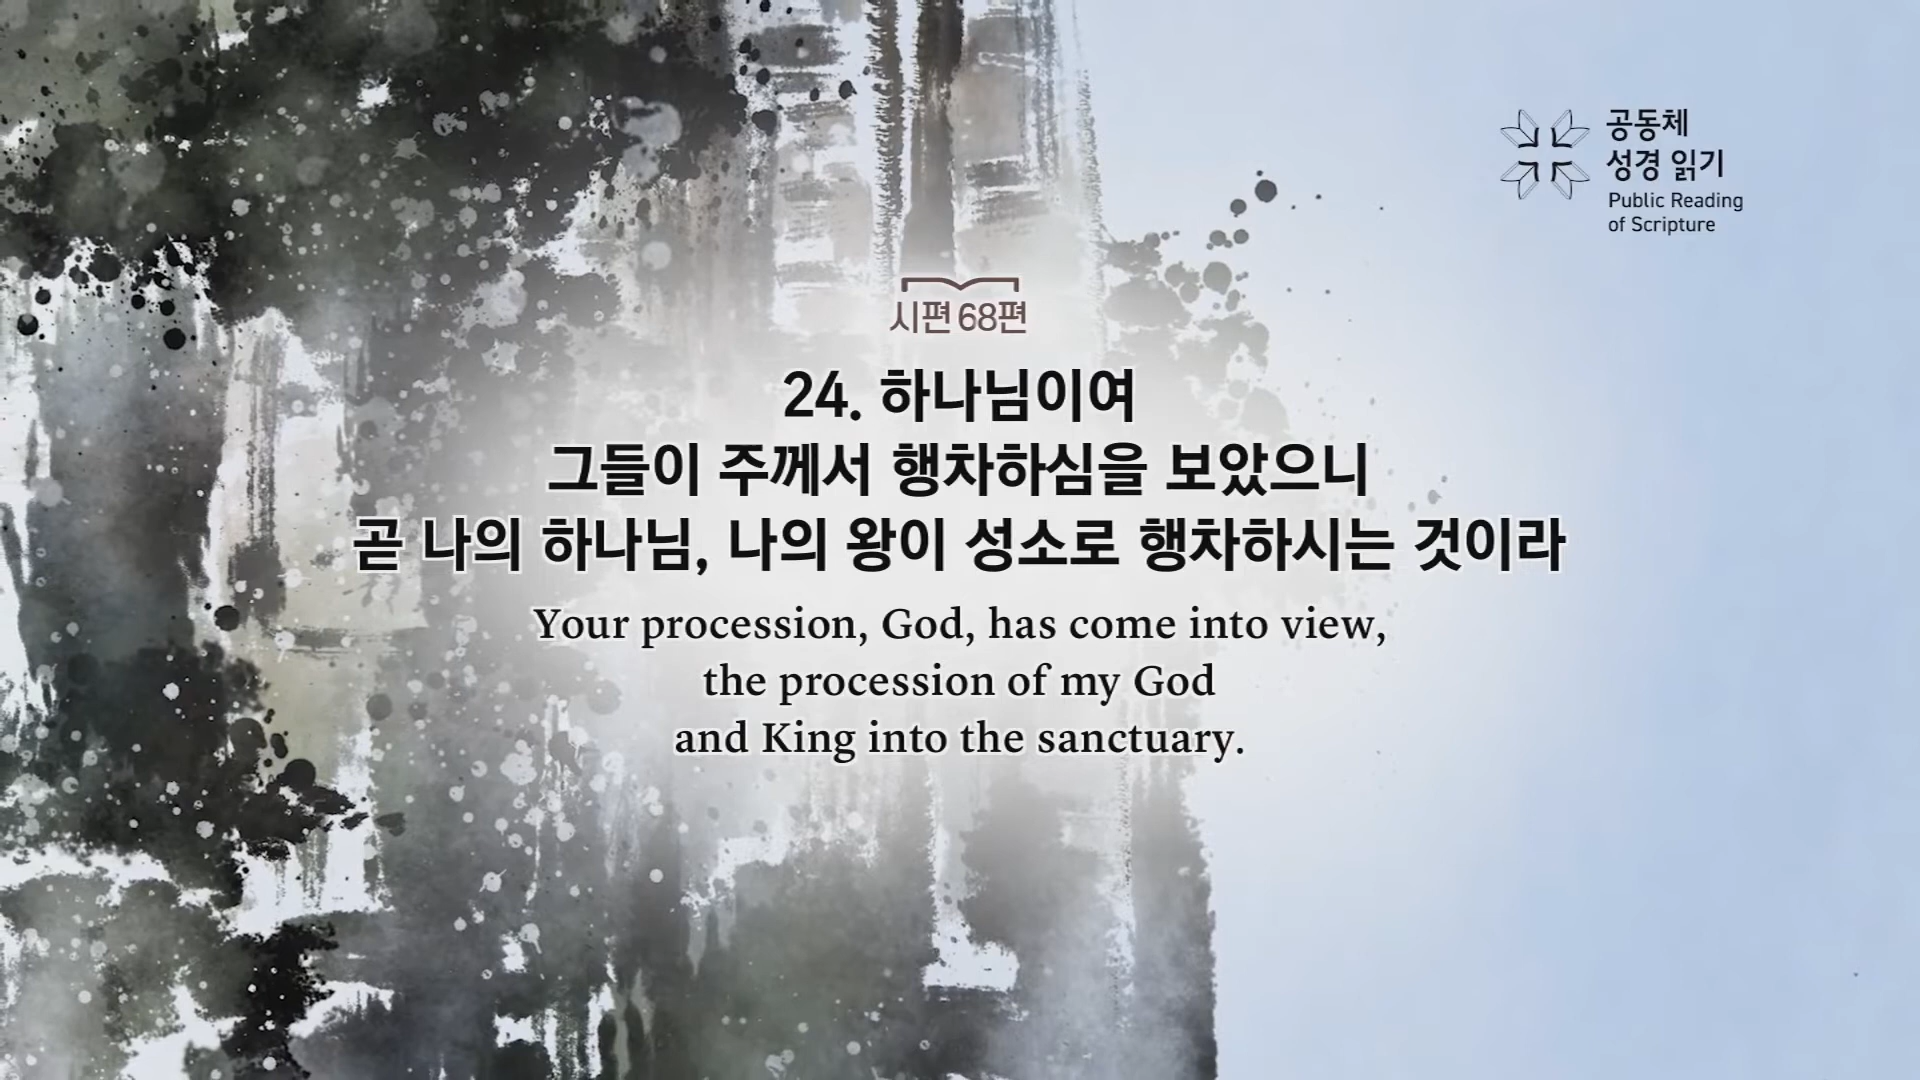 공동체
성경 읽기
Public Reading
of Scripture
시편 68편
24. 하나님이여
그들이 주께서 행차하심을 보았으니
곧 나의 하나님, 나의 왕이 성소로 행차하시는 것이라
Your procession, God, has come into view,
the procession of my God
and King into the sanctuary.